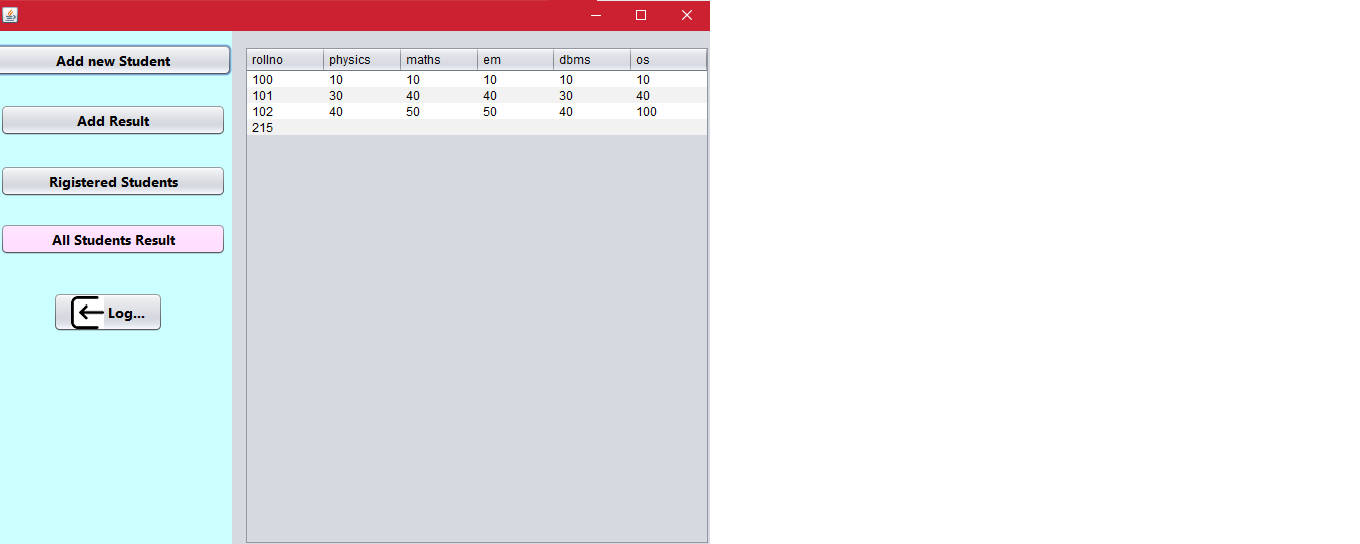 Add new Student
Add Result
Rigistered Students
All Students Result
Log...
rollno physics maths em dbms os
100 10 10 10 10 10
101 30 40 40 30 40
102 40 50 50 40 100
215